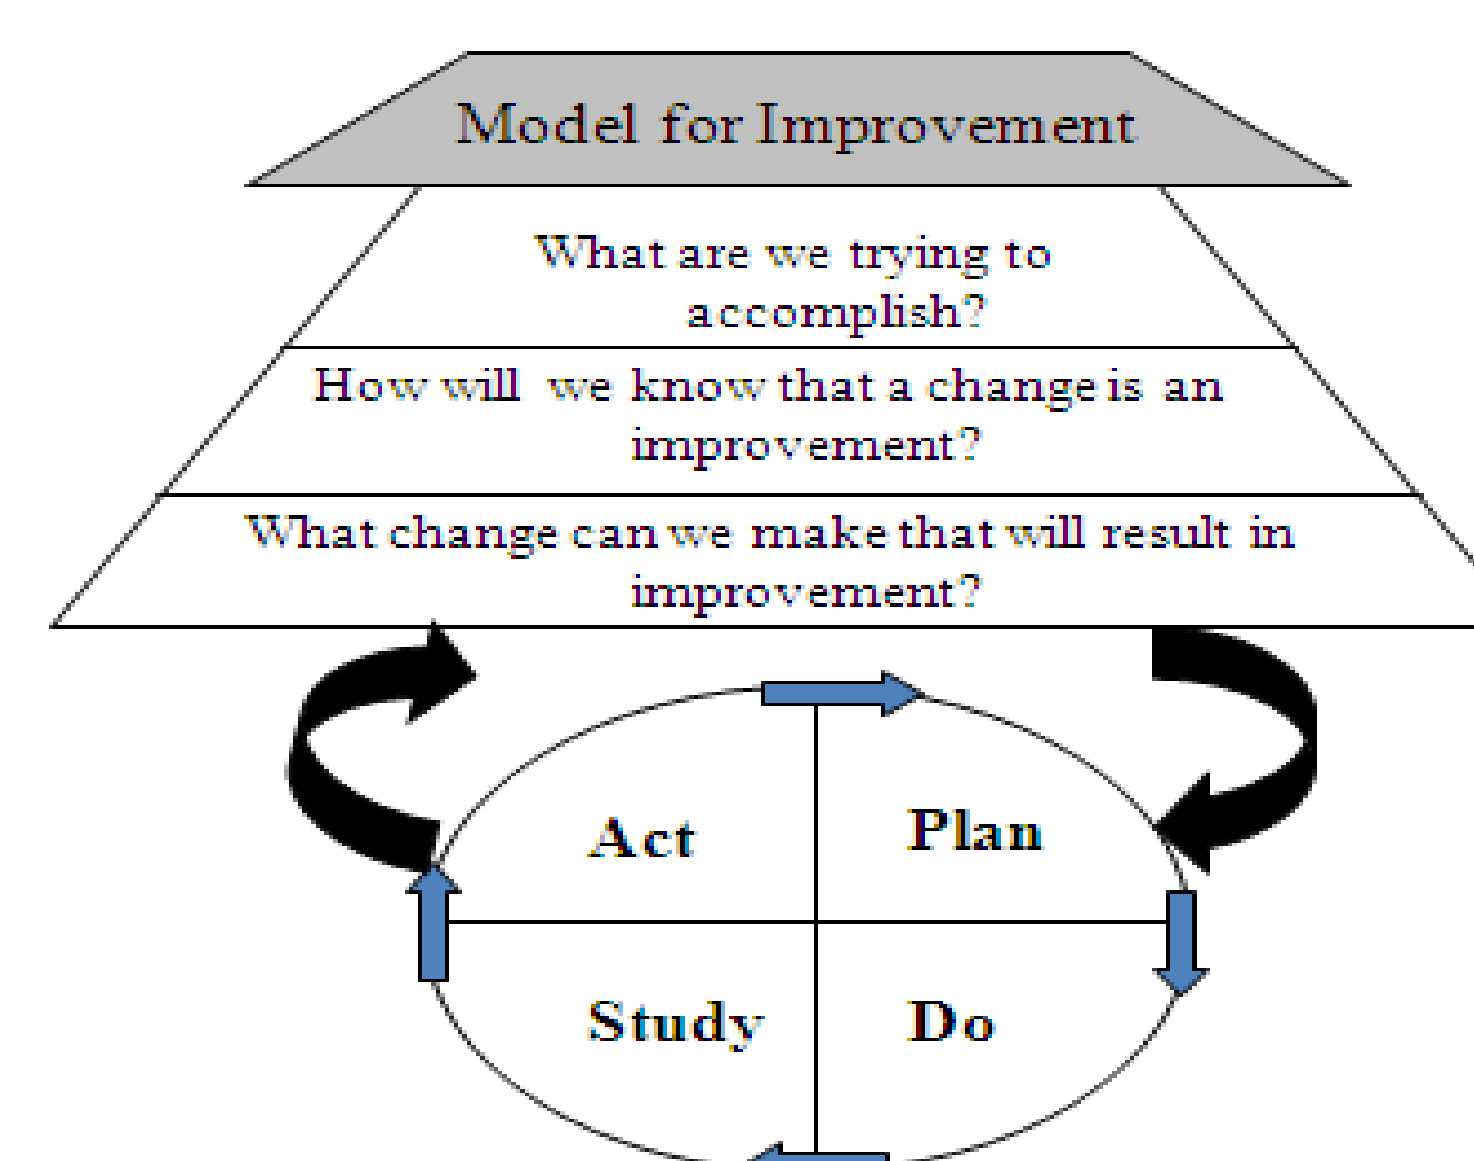 Model for Improvement
What are we trying to
accomplish?
How will we know that a change is an
improvement?
What change can we make that will result in
improvement?
Act
Plan
Study
Do